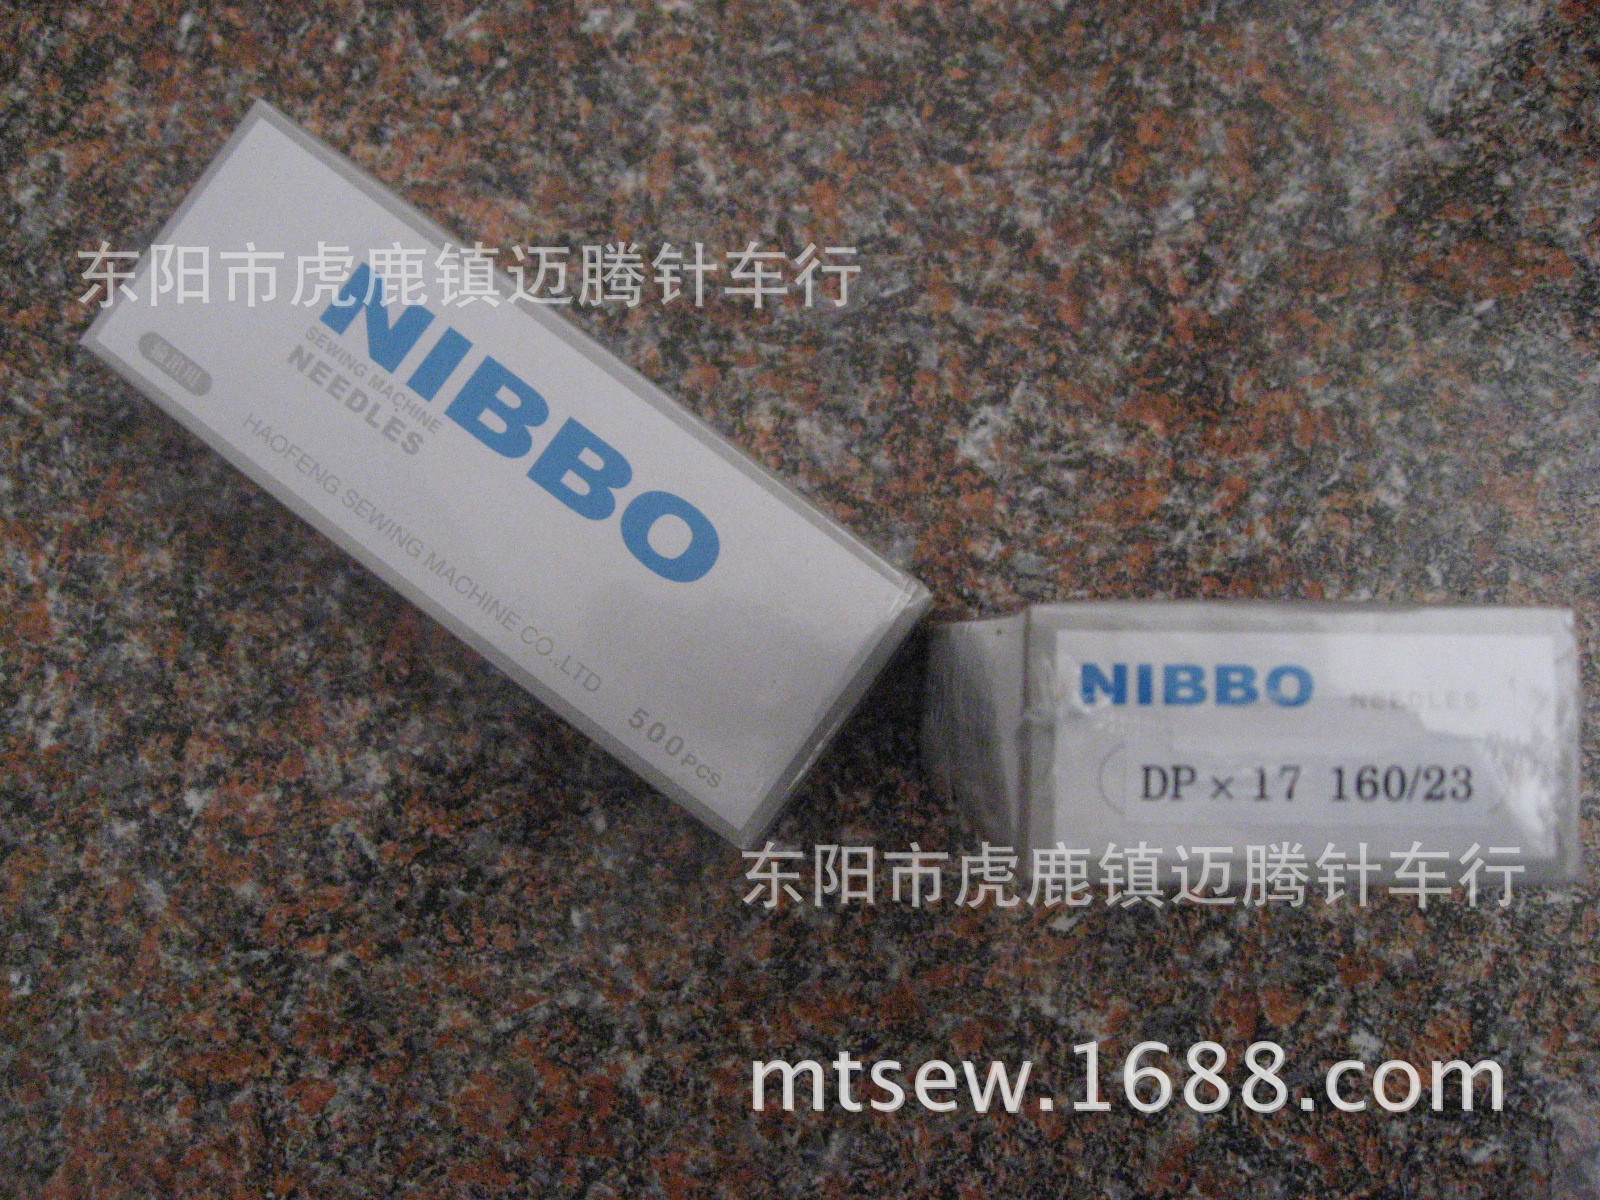 东阳市虎鹿镇迈腾针车行
NIBBO
SEWING MACHINE
NEEDLES
HAOFENG SEWING MACHINE CO.,LTD
500PCS
NIBBO NEEDLES
DP × 17 160/23
东阳市虎鹿镇迈腾针车行
mtsew.1688.com